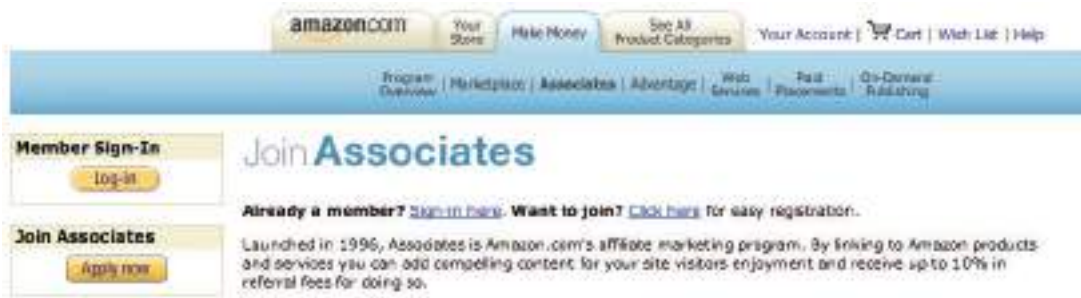 amazon.com
Your Store
Make Money
See All Product Categories
Your Account | Cart | Wish List | Help
Program Overview | Marketplace | Associates | Advantage | Web Services | Paid Placements | On-Demand Publishing
Member Sign-In
Log-in
Join Associates
Already a member? Sign-in here. Want to join? Click here for easy registration.
Join Associates
Apply now
Launched in 1996, Associates is Amazon.com's affiliate marketing program. By linking to Amazon products
and services you can add compelling content for your site visitors enjoyment and receive up to 10% in
referral fees for doing so.